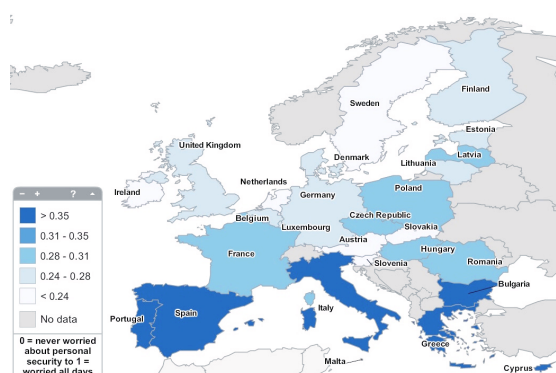 Finland
Sweden
Estonia
Latvia
United Kingdom
Denmark
Lithuania
Ireland
Netherlands
Germany
Poland
Belgium
Czech Republic
Luxembourg
Slovakia
Austria
France
Hungary
Slovenia
Romania
Bulgaria
Portugal
Spain
Italy
Greece
Malta
Cyprus
− + ?
> 0.35
0.31 - 0.35
0.28 - 0.31
0.24 - 0.28
< 0.24
No data
0 = never worried
about personal
security to 1 =
worried all days